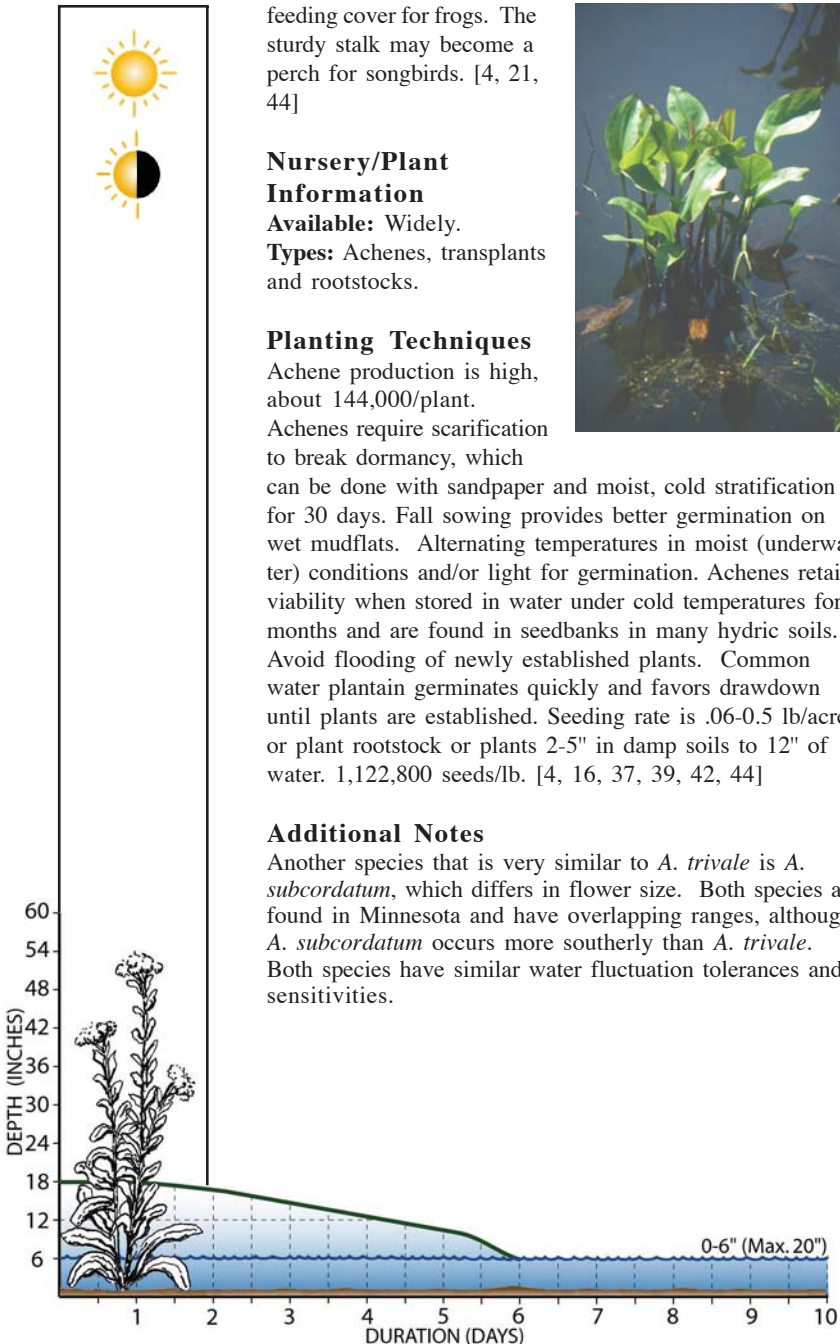 feeding cover for frogs. The
sturdy stalk may become a
perch for songbirds. [4, 21,
44]
Nursery/Plant
Information
Available: Widely.
Types: Achenes, transplants
and rootstocks.
Planting Techniques
Achene production is high,
about 144,000/plant.
Achenes require scarification
to break dormancy, which
can be done with sandpaper and moist, cold stratification
for 30 days. Fall sowing provides better germination on
wet mudflats. Alternating temperatures in moist (underwa
ter) conditions and/or light for germination. Achenes retai
viability when stored in water under cold temperatures for
months and are found in seedbanks in many hydric soils.
Avoid flooding of newly established plants. Common
water plantain germinates quickly and favors drawdown
until plants are established. Seeding rate is .06-0.5 lb/acre
or plant rootstock or plants 2-5" in damp soils to 12" of
water. 1,122,800 seeds/lb. [4, 16, 37, 39, 42, 44]
Additional Notes
Another species that is very similar to A. trivale is A.
subcordatum, which differs in flower size. Both species a
found in Minnesota and have overlapping ranges, althoug
A. subcordatum occurs more southerly than A. trivale.
Both species have similar water fluctuation tolerances and
sensitivities.
60
54
48
42
36
30
24
18
12
6
DEPTH (INCHES)
0-6" (Max. 20")
1 2 3 4 5 6 7 8 9 10
DURATION (DAYS)